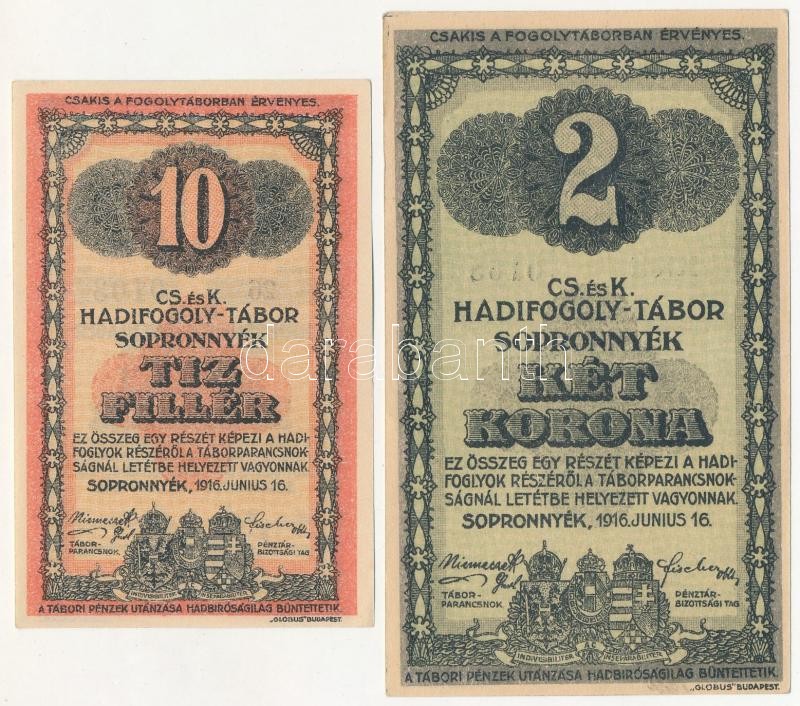 CSAKIS A FOGOLYTÁBORBAN ÉRVÉNYES.
10
CS. ÉS K.
HADIFOGOLY-TÁBOR
SOPRONNYÉK
TIZ
FILLÉR
EZ ÖSSZEG EGY RÉSZÉT KÉPEZI A HADI-
FOGLYOK RÉSZÉRŐL A TÁBORPARANCSNOK-
SÁGNÁL LETÉTBE HELYEZETT VAGYONNAK.
SOPRONNYÉK, 1916. JUNIUS 16.
TÁBOR-
PARANCSNOK.
PÉNZTÁR-
BIZOTTSÁGI TAG
INDIVISIBILITER AC INSEPARABILITER
A TÁBORI PÉNZEK UTÁNZÁSA HADBIRÓSÁGILAG BÜNTETTETIK.
„GLOBUS" BUDAPEST.
CSAKIS A FOGOLYTÁBORBAN ÉRVÉNYES.
2
CS. ÉS K.
HADIFOGOLY-TÁBOR
SOPRONNYÉK
KÉT
KORONA
EZ ÖSSZEG EGY RÉSZÉT KÉPEZI A HADI-
FOGLYOK RÉSZÉRŐL A TÁBORPARANCSNOK-
SÁGNÁL LETÉTBE HELYEZETT VAGYONNAK.
SOPRONNYÉK, 1916. JUNIUS 16.
TÁBOR-
PARANCSNOK.
PÉNZTÁR-
BIZOTTSÁGI TAG
INDIVISIBILITER AC INSEPARABILITER
A TÁBORI PÉNZEK UTÁNZÁSA HADBIRÓSÁGILAG BÜNTETTETIK.
„GLOBUS" BUDAPEST.
darabanth